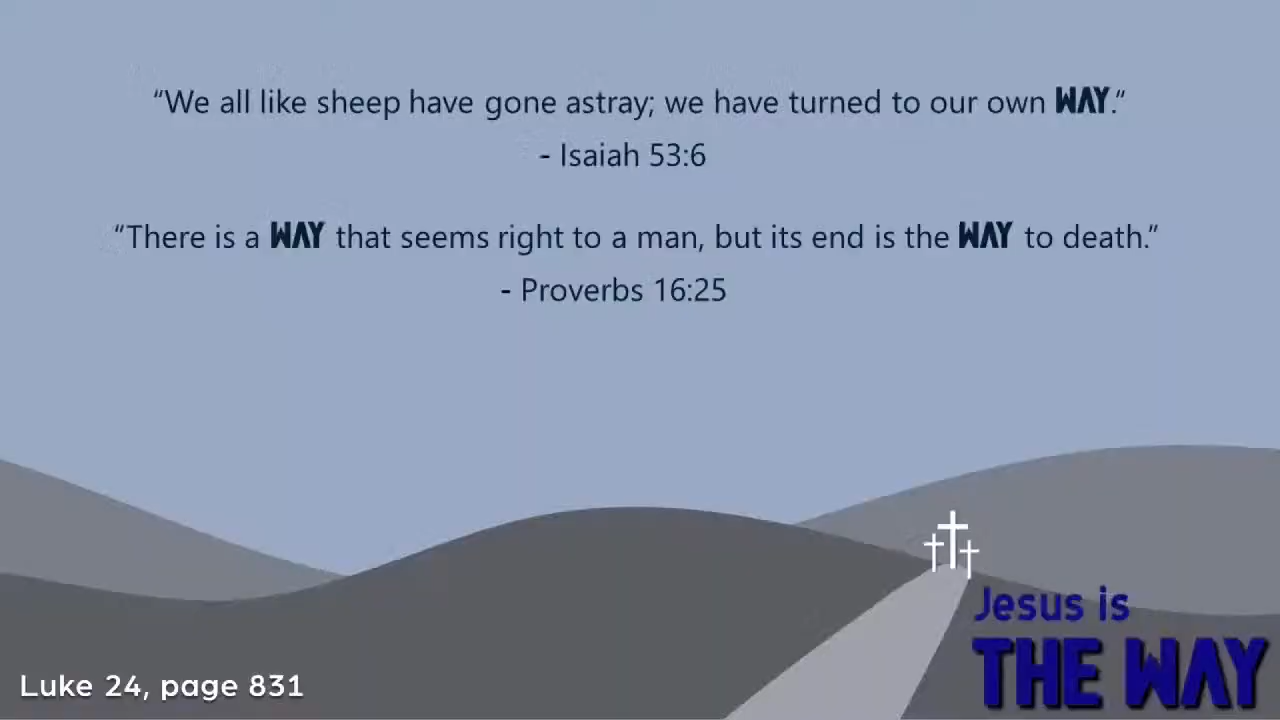 “We all like sheep have gone astray; we have turned to our own WAY.”
- Isaiah 53:6
“There is a WAY that seems right to a man, but its end is the WAY to death.”
- Proverbs 16:25
Jesus is
THE WAY
Luke 24, page 831